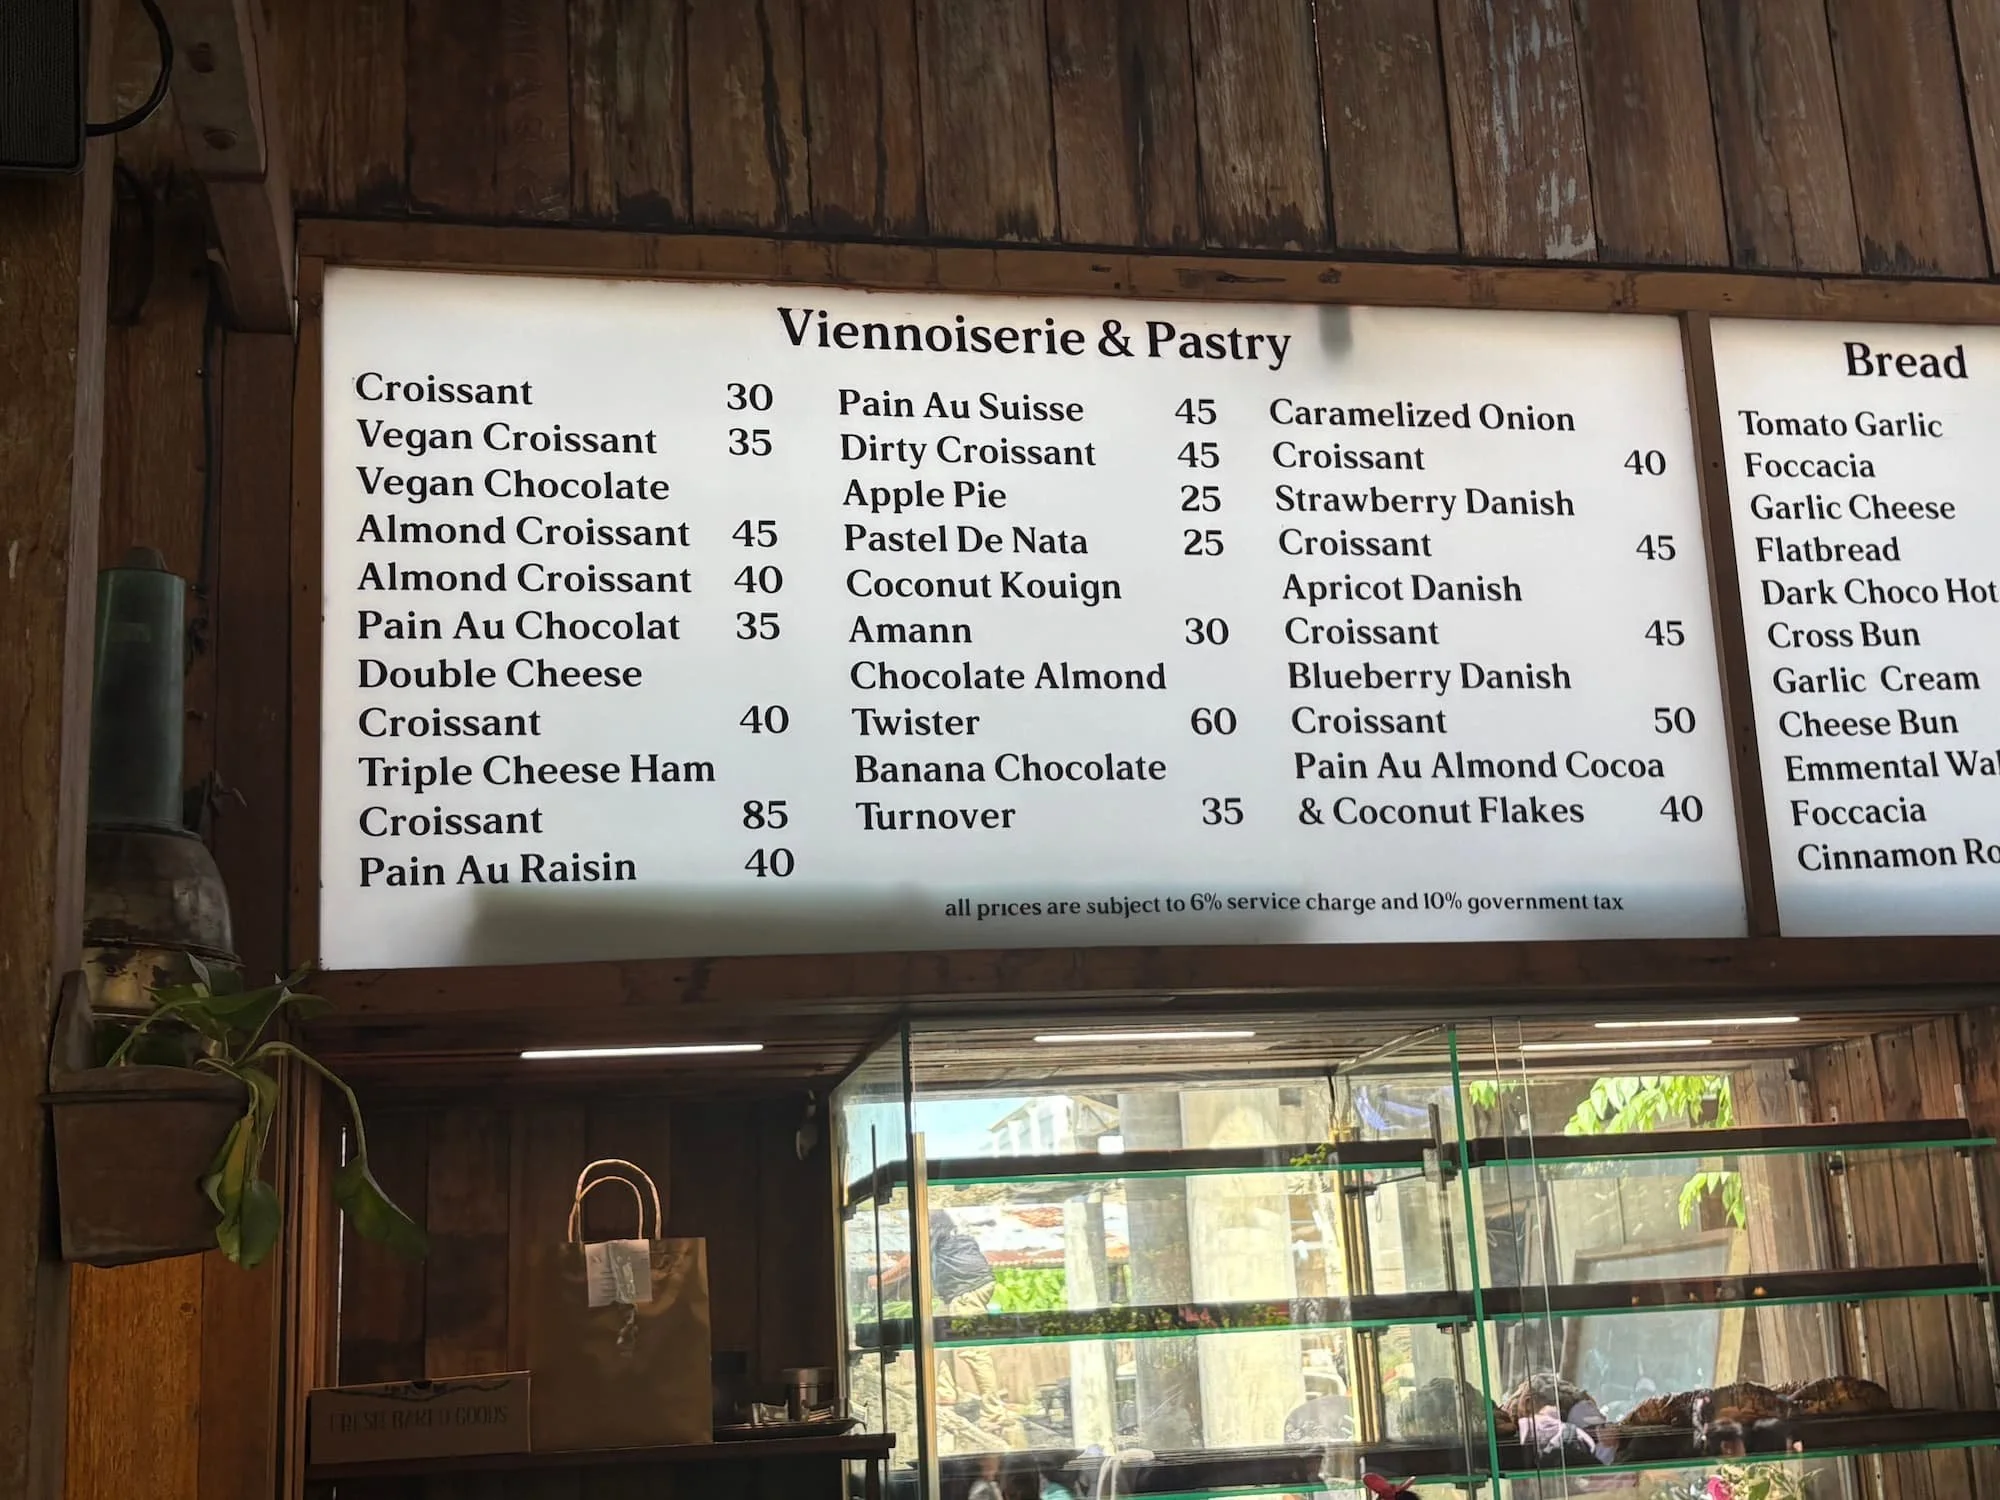 Viennoiserie & Pastry
Croissant 30
Vegan Croissant 35
Vegan Chocolate
Almond Croissant 45
Almond Croissant 40
Pain Au Chocolat 35
Double Cheese
Croissant 40
Triple Cheese Ham
Croissant 85
Pain Au Raisin 40
Pain Au Suisse 45
Dirty Croissant 45
Apple Pie 25
Pastel De Nata 25
Coconut Kouign
Amann 30
Chocolate Almond
Twister 60
Banana Chocolate
Turnover 35
Caramelized Onion
Croissant 40
Strawberry Danish
Croissant 45
Apricot Danish
Croissant 45
Blueberry Danish
Croissant 50
Pain Au Almond Cocoa
& Coconut Flakes 40
all prices are subject to 6% service charge and 10% government tax
Bread
Tomato Garlic
Foccacia
Garlic Cheese
Flatbread
Dark Choco Hot
Cross Bun
Garlic Cream
Cheese Bun
Emmental
Foccacia
Cinnamon
FRESH BAKED GOODS